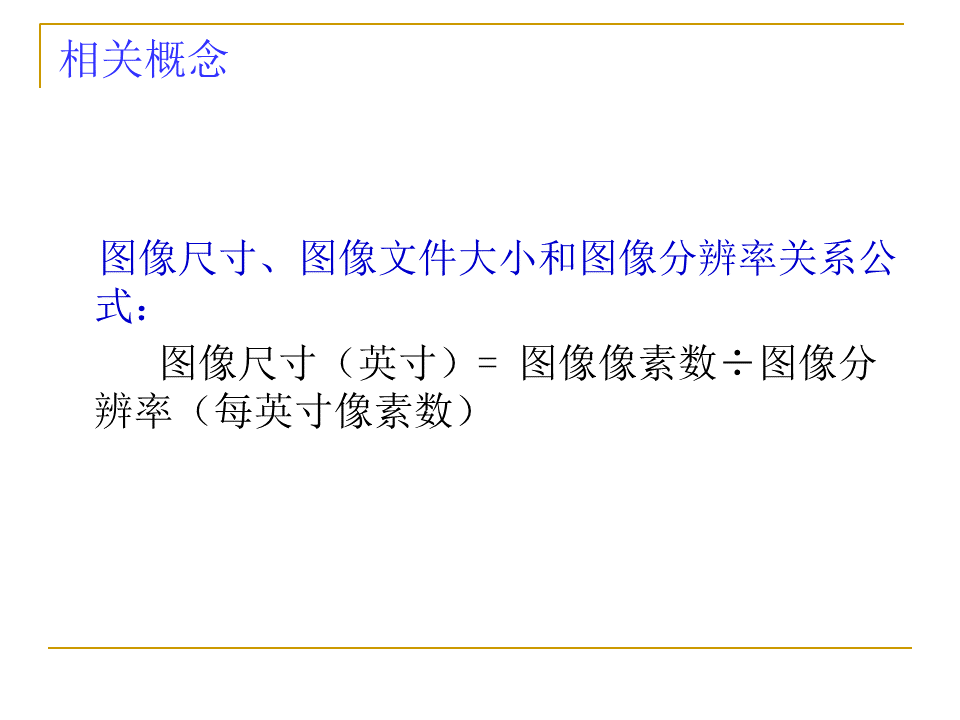 相关概念
图像尺寸、图像文件大小和图像分辨率关系公
式：
图像尺寸（英寸）= 图像像素数÷图像分
辨率（每英寸像素数）